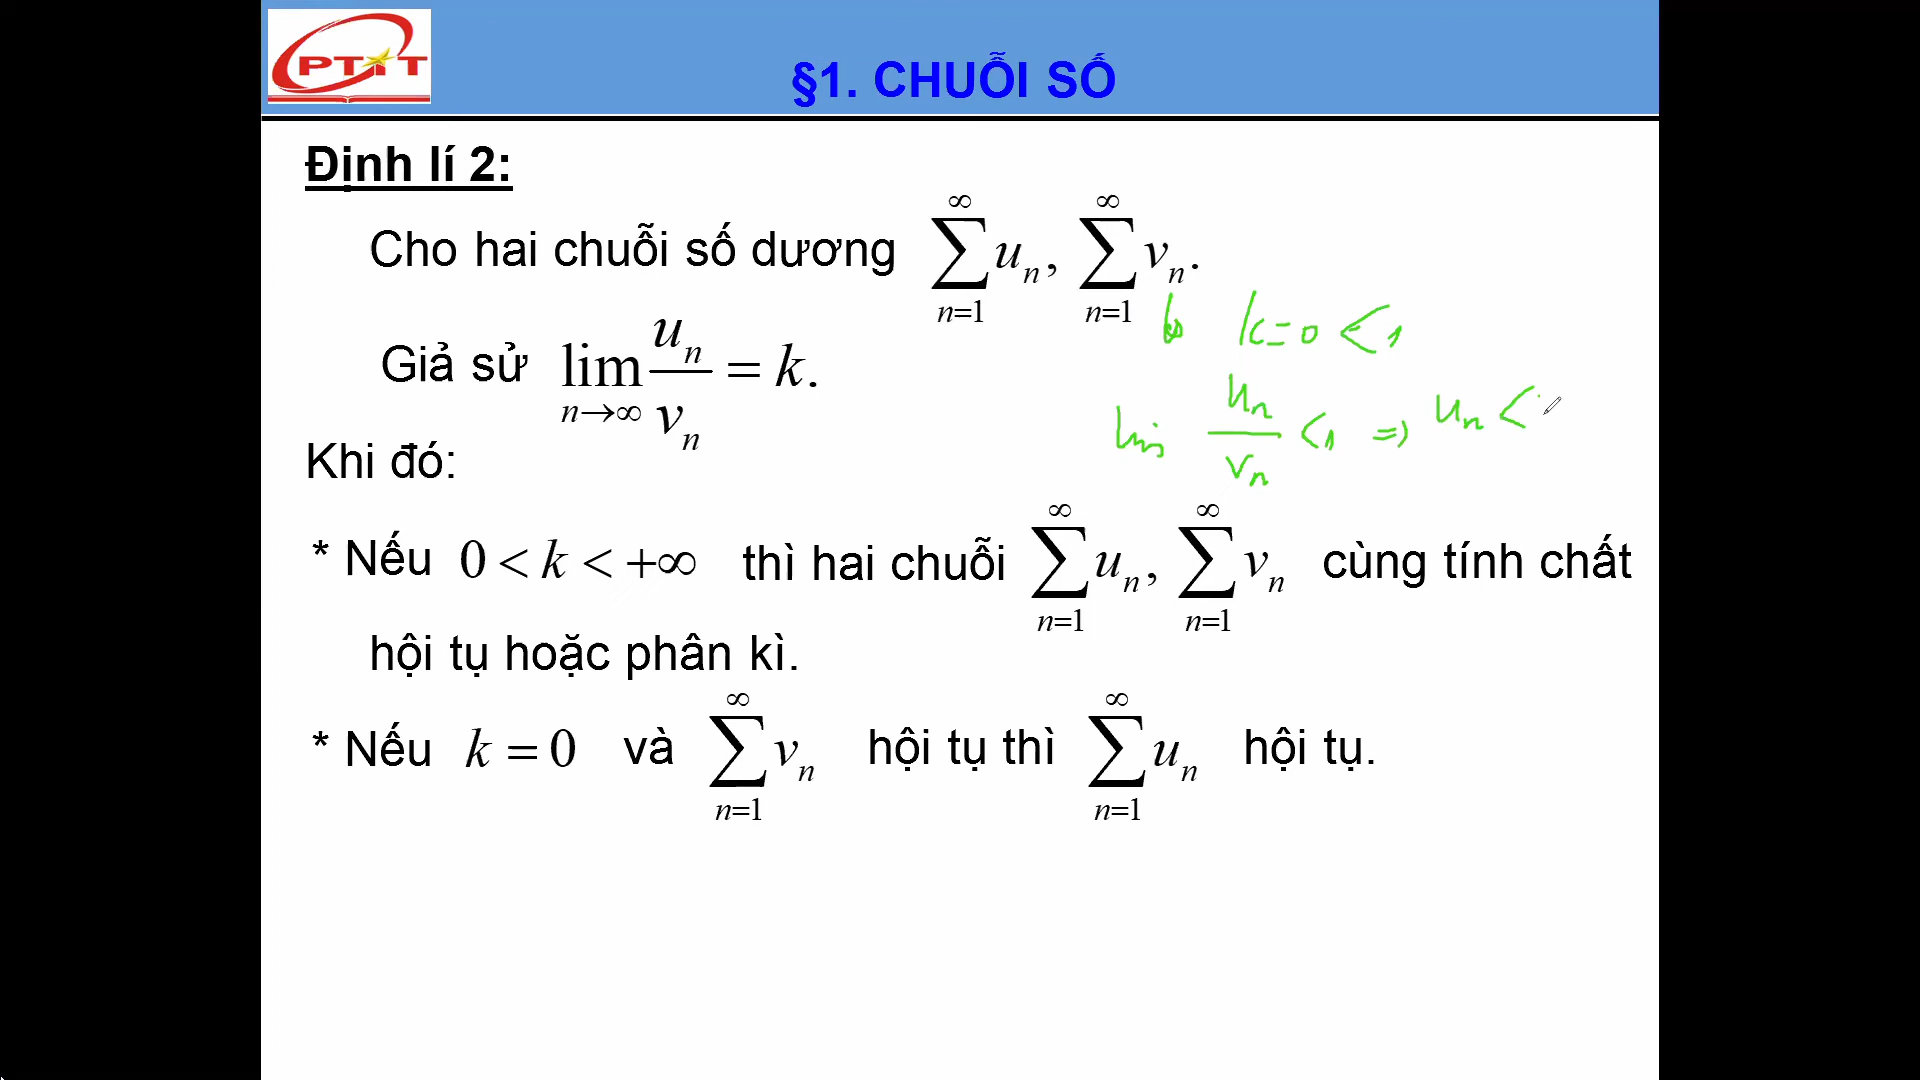 PTIT
§1. CHUỖI SỐ
Định lí 2:
Cho hai chuỗi số dương ∑_{n=1}^{∞} u_n, ∑_{n=1}^{∞} v_n.
k=0 < 1
Giả sử lim_{n→∞} u_n/v_n = k.
lim u_n/v_n < 1 ⇒ u_n <
Khi đó:
* Nếu 0 < k < +∞ thì hai chuỗi ∑_{n=1}^{∞} u_n, ∑_{n=1}^{∞} v_n cùng tính chất
hội tụ hoặc phân kì.
* Nếu k = 0 và ∑_{n=1}^{∞} v_n hội tụ thì ∑_{n=1}^{∞} u_n hội tụ.